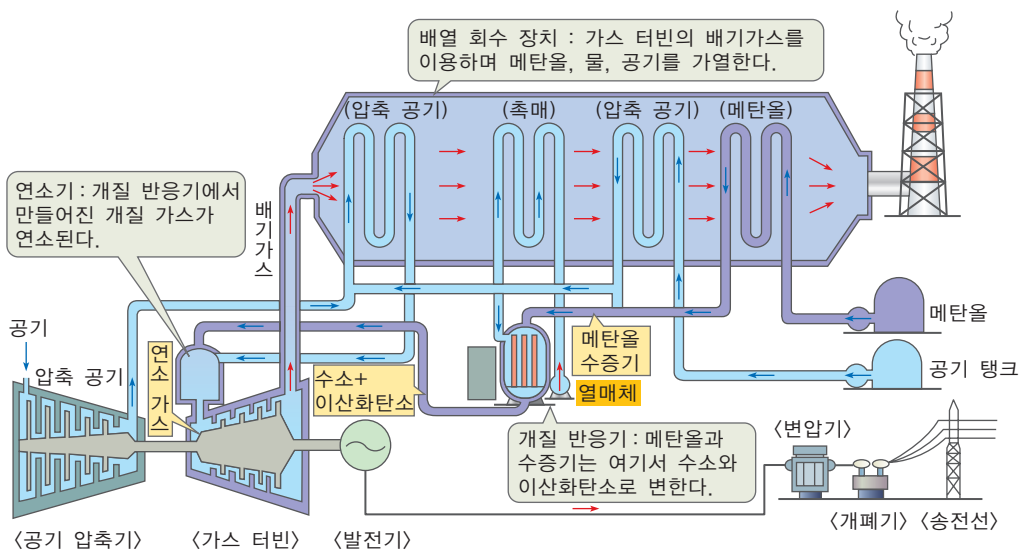 배열 회수 장치 : 가스 터빈의 배기가스를
이용하며 메탄올, 물, 공기를 가열한다.
(압축 공기)
(촉매)
(압축 공기)
(메탄올)
연소기 : 개질 반응기에서
만들어진 개질 가스가
연소된다.
배기가스
메탄올
공기 탱크
공기
압축 공기
연소 가스
수소+
이산화탄소
메탄올
수증기
열매체
개질 반응기 : 메탄올과
수증기는 여기서 수소와
이산화탄소로 변한다.
〈변압기〉
〈개폐기〉
〈송전선〉
〈공기 압축기〉
〈가스 터빈〉
〈발전기〉